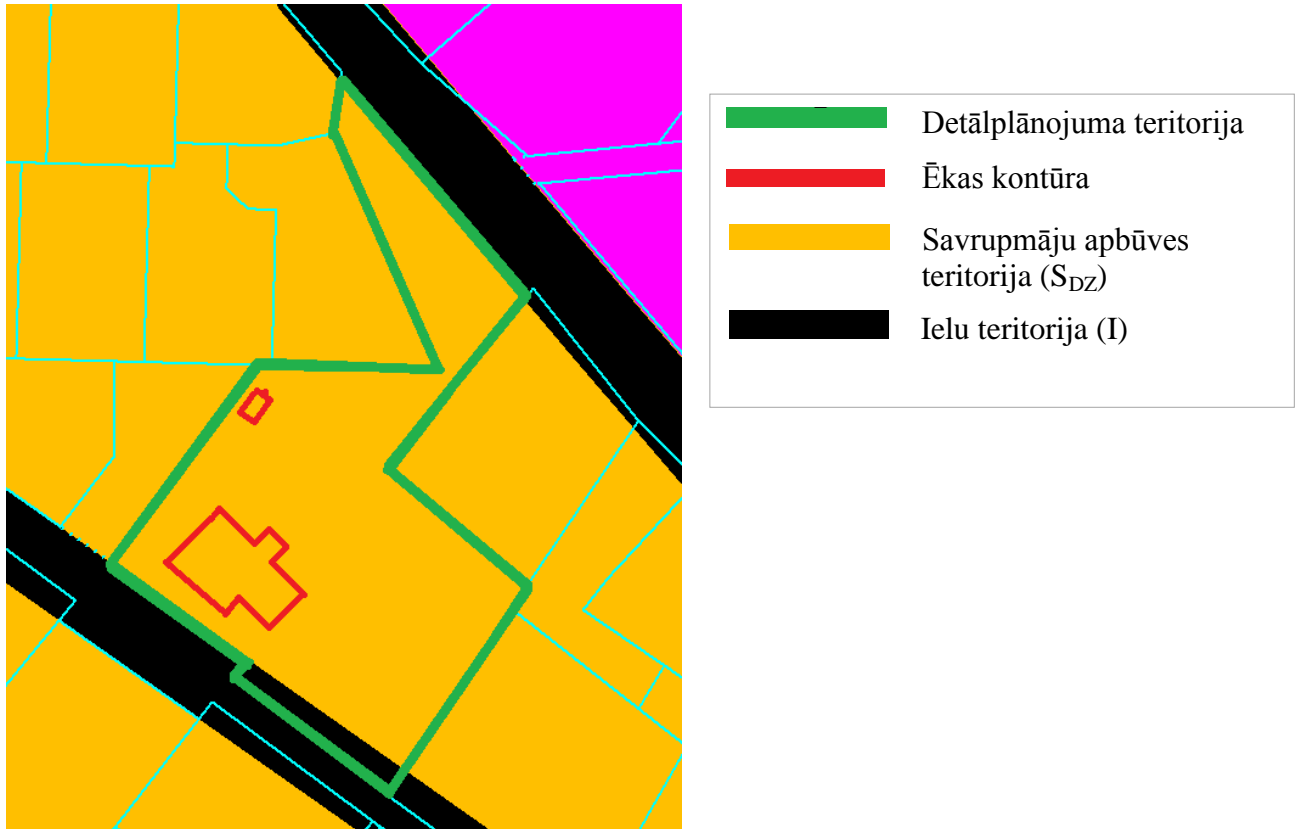 Detālplānojuma teritorija
Ēkas kontūra
Savrupmāju apbūves
teritorija (SDZ)
Ielu teritorija (I)